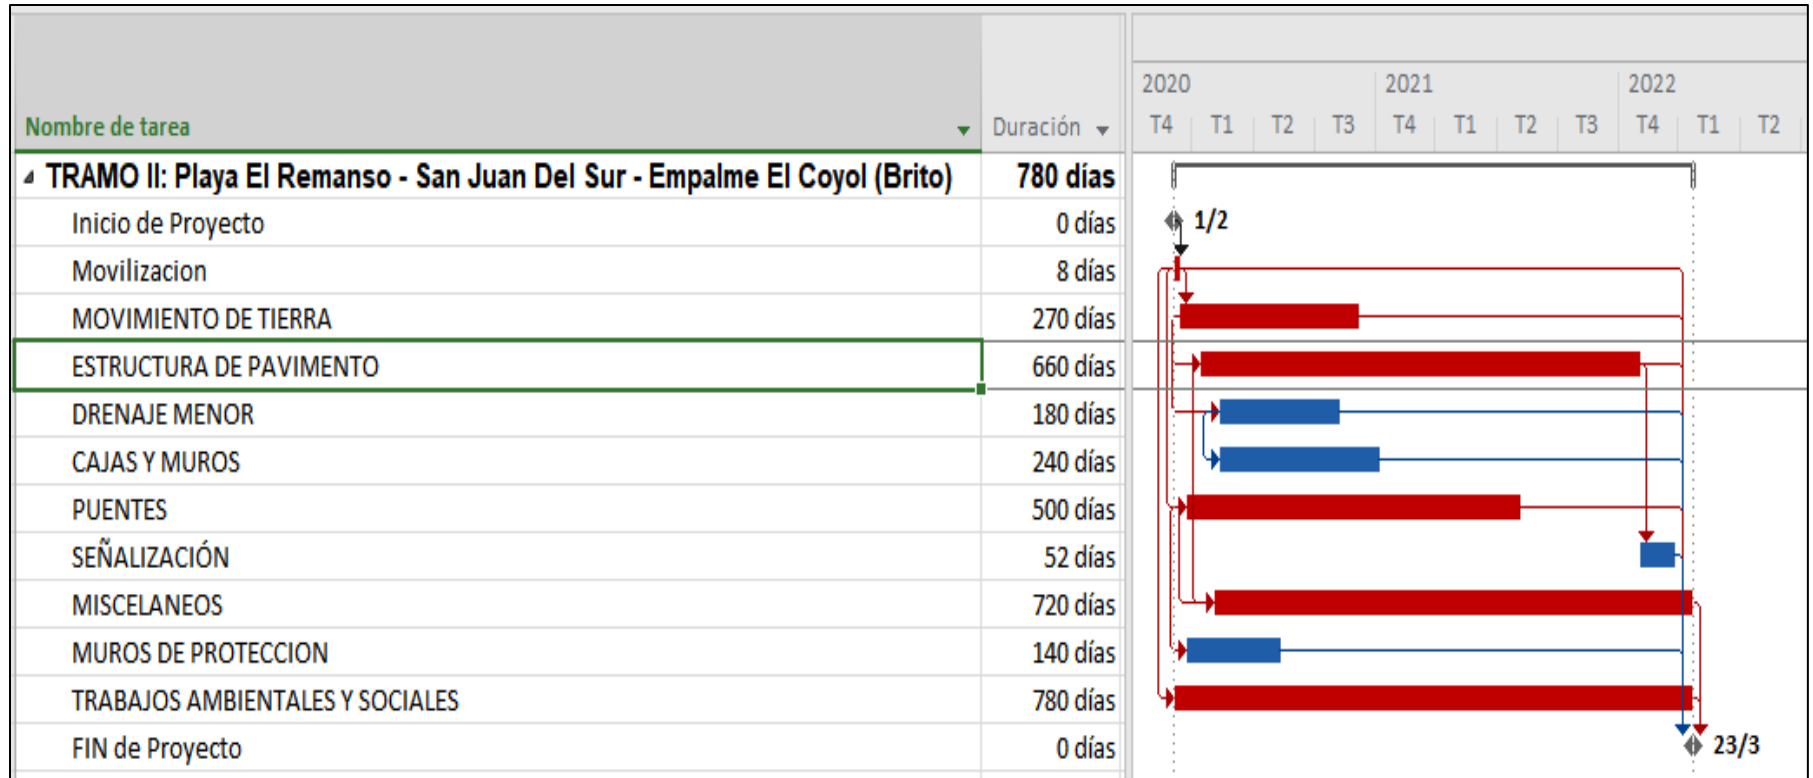 2020 2021 2022
Nombre de tarea Duración T4 T1 T2 T3 T4 T1 T2 T3 T4 T1 T2
TRAMO II: Playa El Remanso - San Juan Del Sur - Empalme El Coyol (Brito) 780 días
Inicio de Proyecto 0 días 1/2
Movilizacion 8 días
MOVIMIENTO DE TIERRA 270 días
ESTRUCTURA DE PAVIMENTO 660 días
DRENAJE MENOR 180 días
CAJAS Y MUROS 240 días
PUENTES 500 días
SEÑALIZACIÓN 52 días
MISCELANEOS 720 días
MUROS DE PROTECCION 140 días
TRABAJOS AMBIENTALES Y SOCIALES 780 días
FIN de Proyecto 0 días 23/3